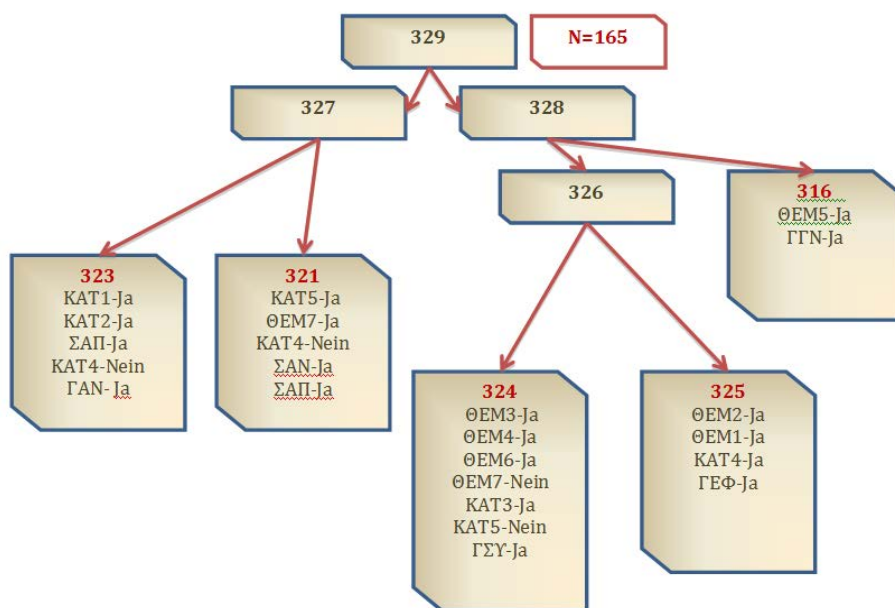 329
N=165
327
328
326
316
ΘΕΜ5-Ja
ΓΓΝ-Ja
323
ΚΑΤ1-Ja
ΚΑΤ2-Ja
ΣΑΠ-Ja
ΚΑΤ4-Nein
ΓΑΝ- Ja
321
ΚΑΤ5-Ja
ΘΕΜ7-Ja
ΚΑΤ4-Nein
ΣΑΝ-Ja
ΣΑΠ-Ja
324
ΘΕΜ3-Ja
ΘΕΜ4-Ja
ΘΕΜ6-Ja
ΘΕΜ7-Nein
ΚΑΤ3-Ja
ΚΑΤ5-Nein
ΓΣΥ-Ja
325
ΘΕΜ2-Ja
ΘΕΜ1-Ja
ΚΑΤ4-Ja
ΓΕΦ-Ja